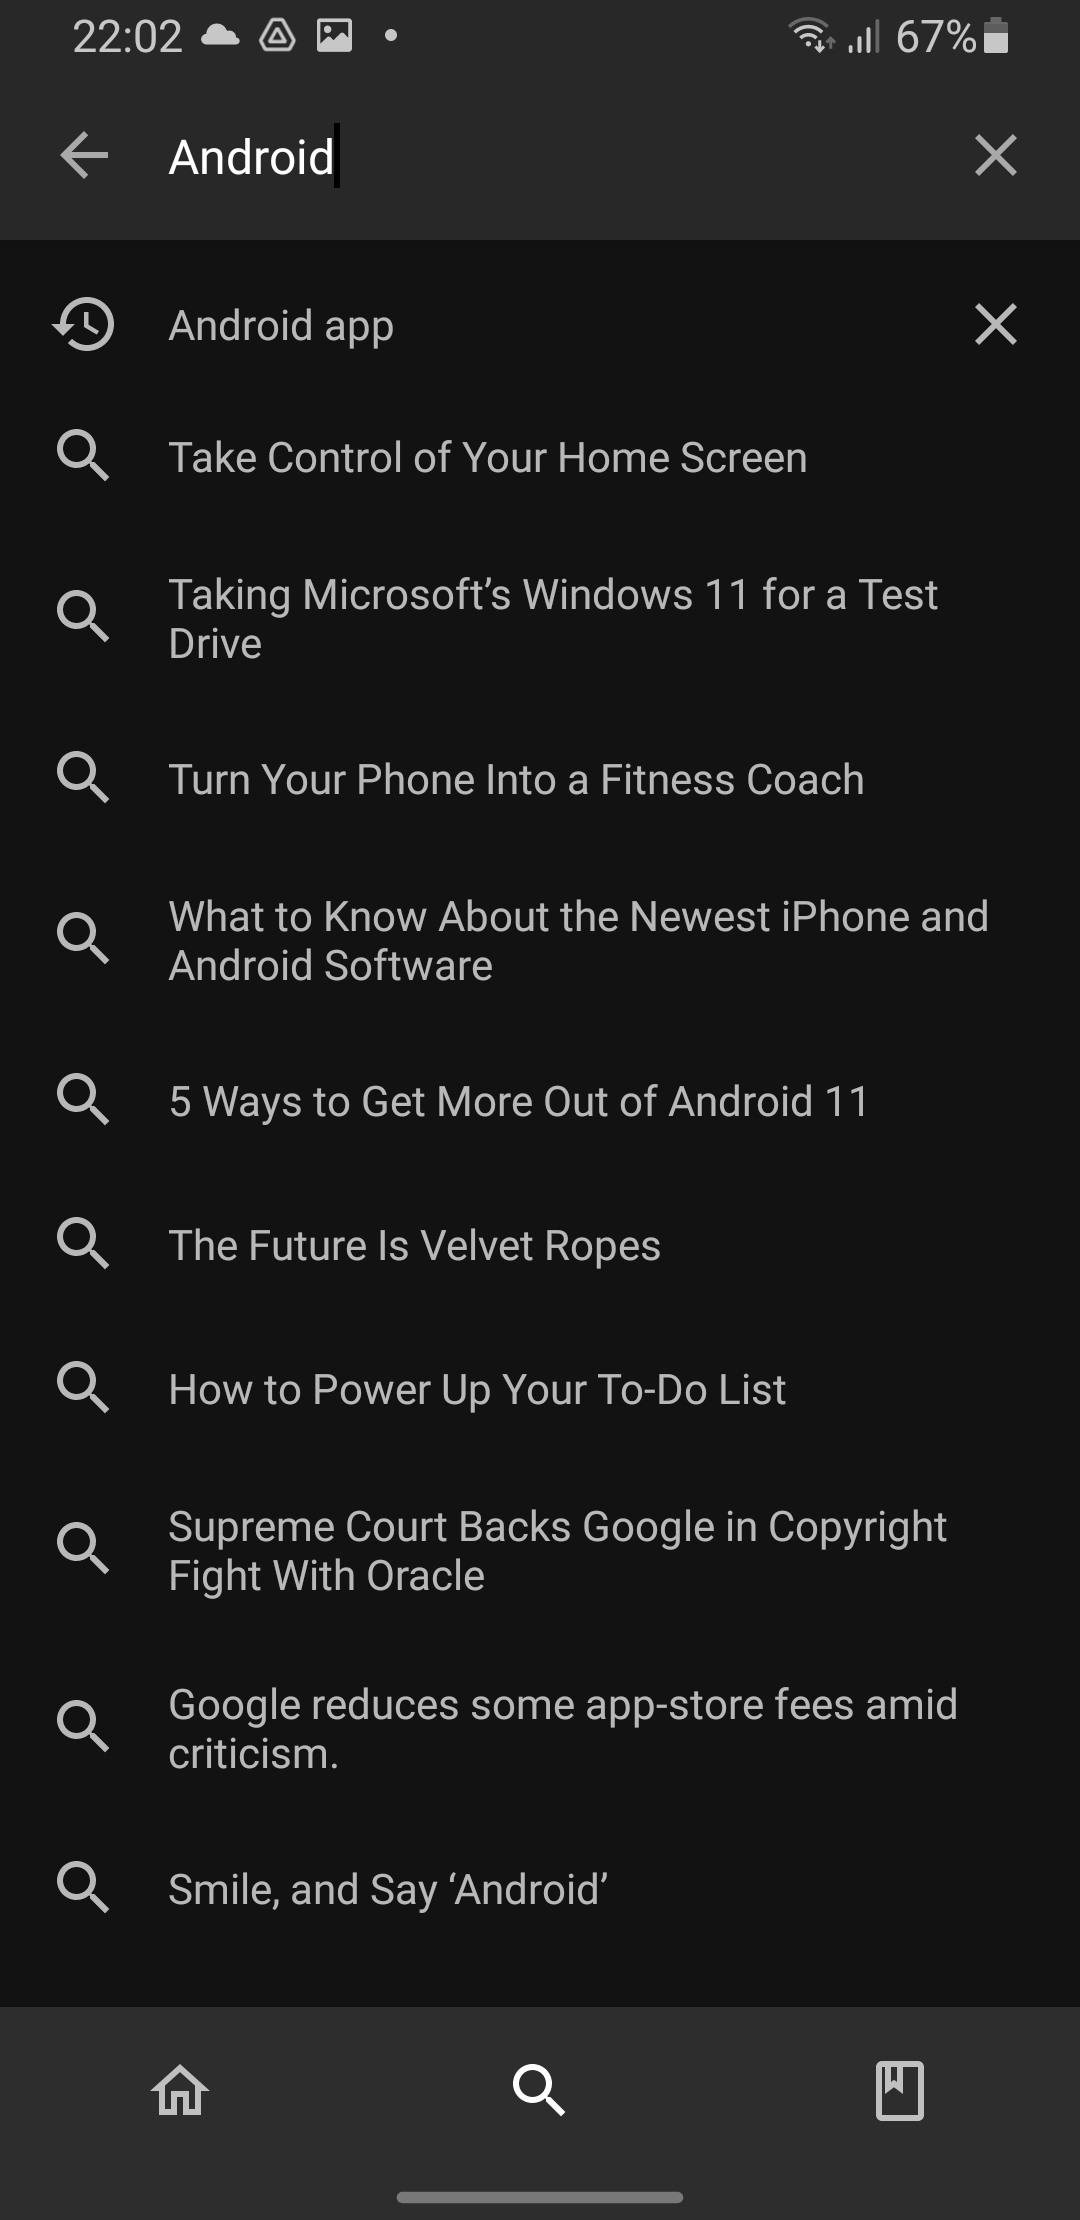 22:02
67%
Android
Android app
Take Control of Your Home Screen
Taking Microsoft’s Windows 11 for a Test
Drive
Turn Your Phone Into a Fitness Coach
What to Know About the Newest iPhone and
Android Software
5 Ways to Get More Out of Android 11
The Future Is Velvet Ropes
How to Power Up Your To-Do List
Supreme Court Backs Google in Copyright
Fight With Oracle
Google reduces some app-store fees amid
criticism.
Smile, and Say ‘Android’